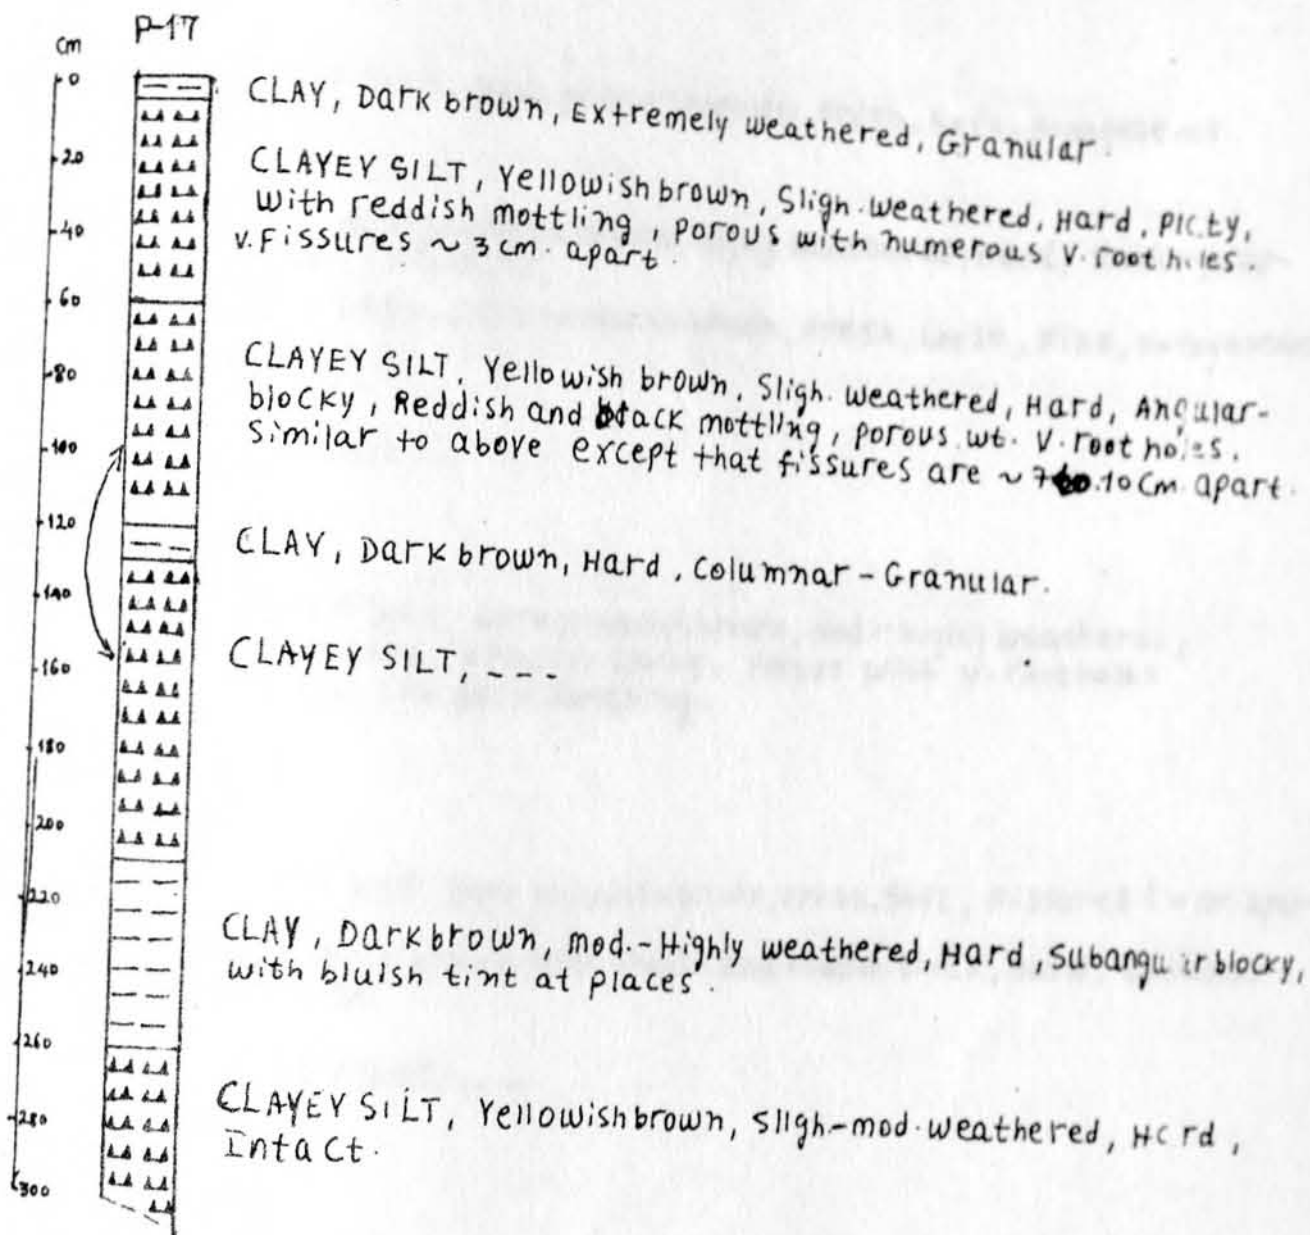 P-17
cm
0
20
40
60
80
100
120
140
160
180
200
220
240
260
280
300
CLAY, Dark brown, Extremely weathered, Granular.
CLAYEY SILT, Yellowish brown, Sligh. weathered, Hard,
with reddish mottling, porous with numerous v. root holes.
v. Fissures ~ 3 cm. apart.
CLAYEY SILT, Yellowish brown, Sligh. weathered, Hard, Angular-
blocky, Reddish and black mottling, porous wt. v. root holes.
Similar to above except that fissures are ~ 7 10 cm. apart.
CLAY, Dark brown, Hard, Columnar - Granular.
CLAYEY SILT, - - -
CLAY, Dark brown, mod.-Highly weathered, Hard, blocky,
with bluish tint at places.
CLAYEY SILT, Yellowish brown, sligh-mod. weathered, Hard,
Intact.